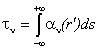 τ_ν = ∫_{-∞}^{+∞} α_ν(r')ds